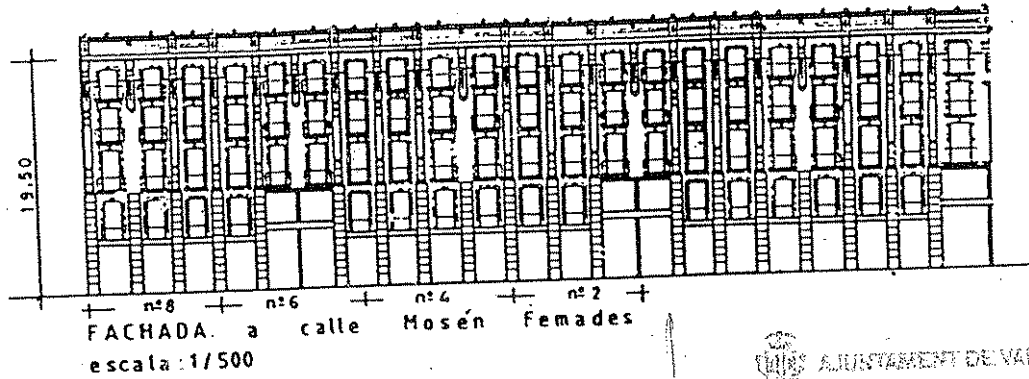 19,50
nº8 nº6 nº4 nº2
FACHADA. a calle Mosén Femades
escala:1/500
AJUNTAMENT DE VAL